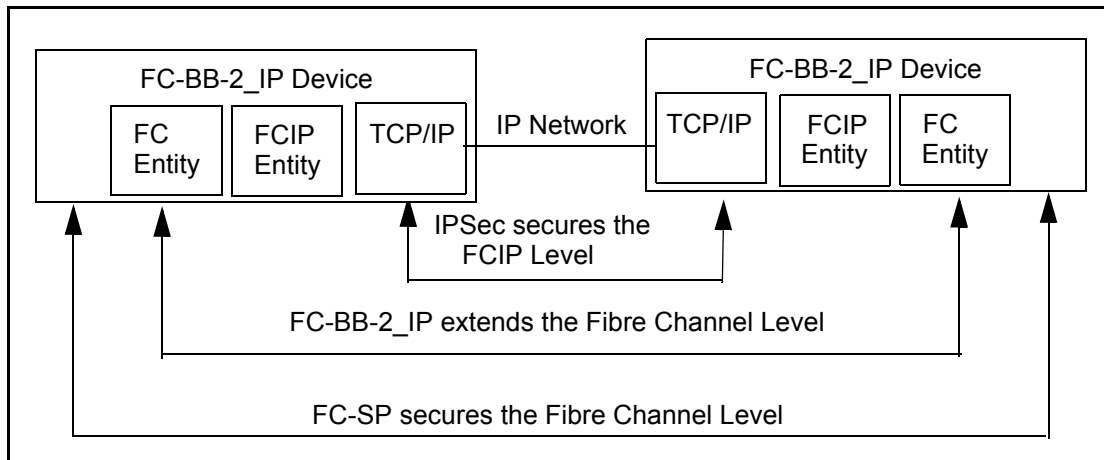 FC-BB-2_IP Device
FC
Entity
FCIP
Entity
TCP/IP
IP Network
FC-BB-2_IP Device
TCP/IP
FCIP
Entity
FC
Entity
IPSec secures the
FCIP Level
FC-BB-2_IP extends the Fibre Channel Level
FC-SP secures the Fibre Channel Level